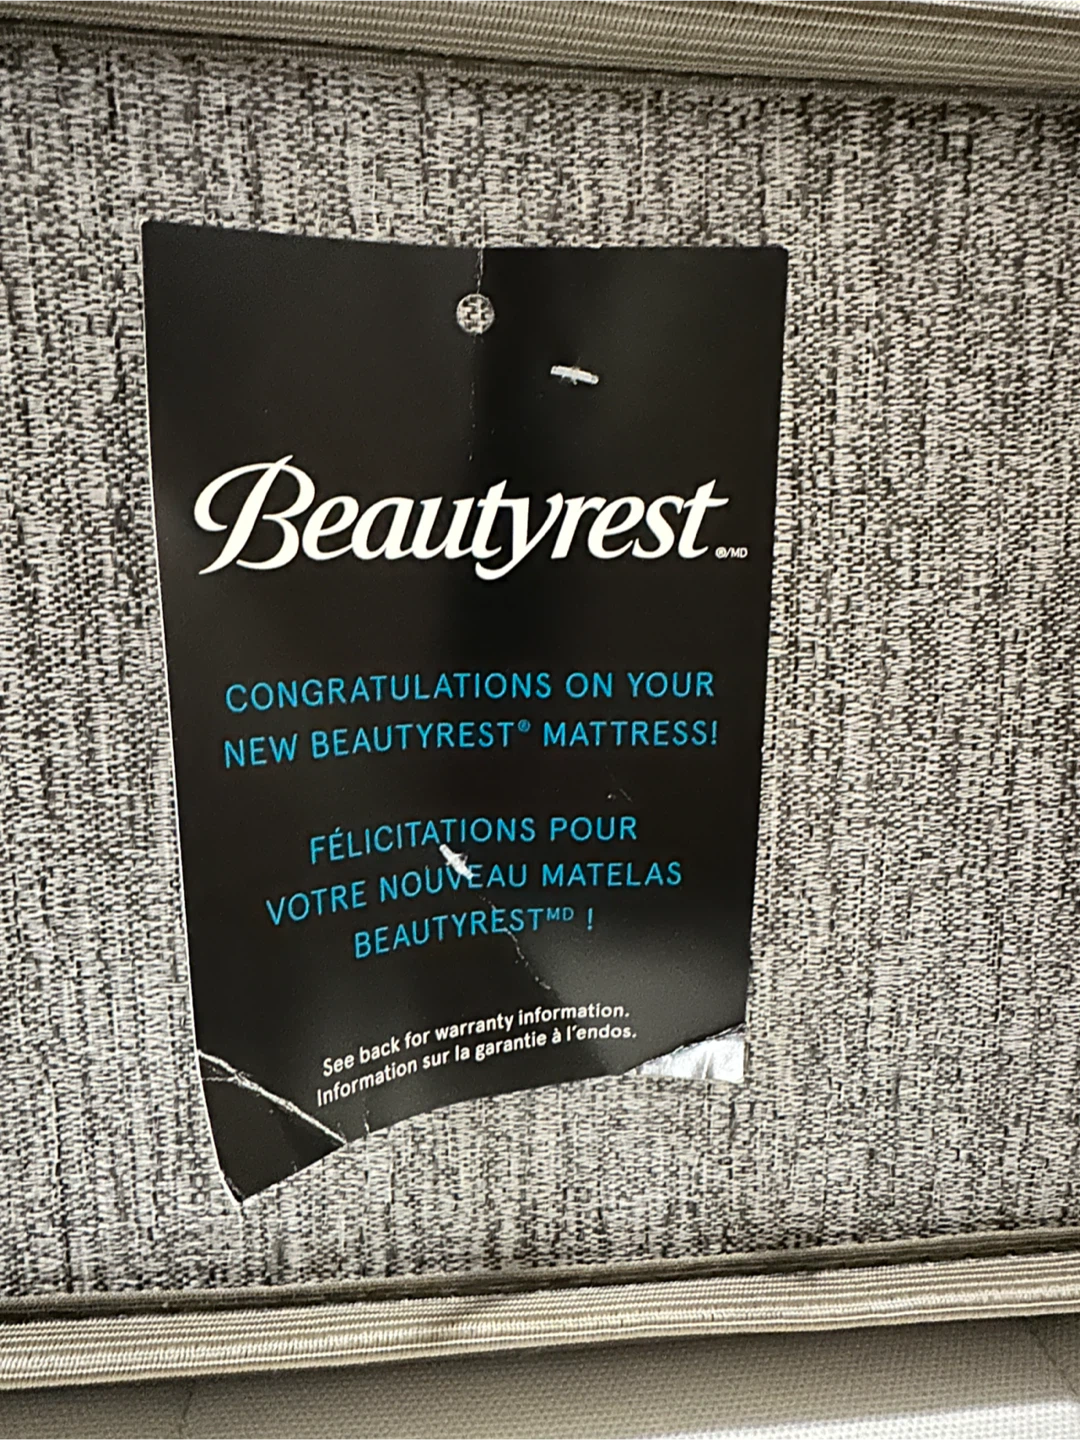 Beautyrest®/MD
CONGRATULATIONS ON YOUR
NEW BEAUTYREST® MATTRESS!
FÉLICITATIONS POUR
VOTRE NOUVEAU MATELAS
BEAUTYRESTᴹᴰ !
See back for warranty information.
Information sur la garantie à l'endos.